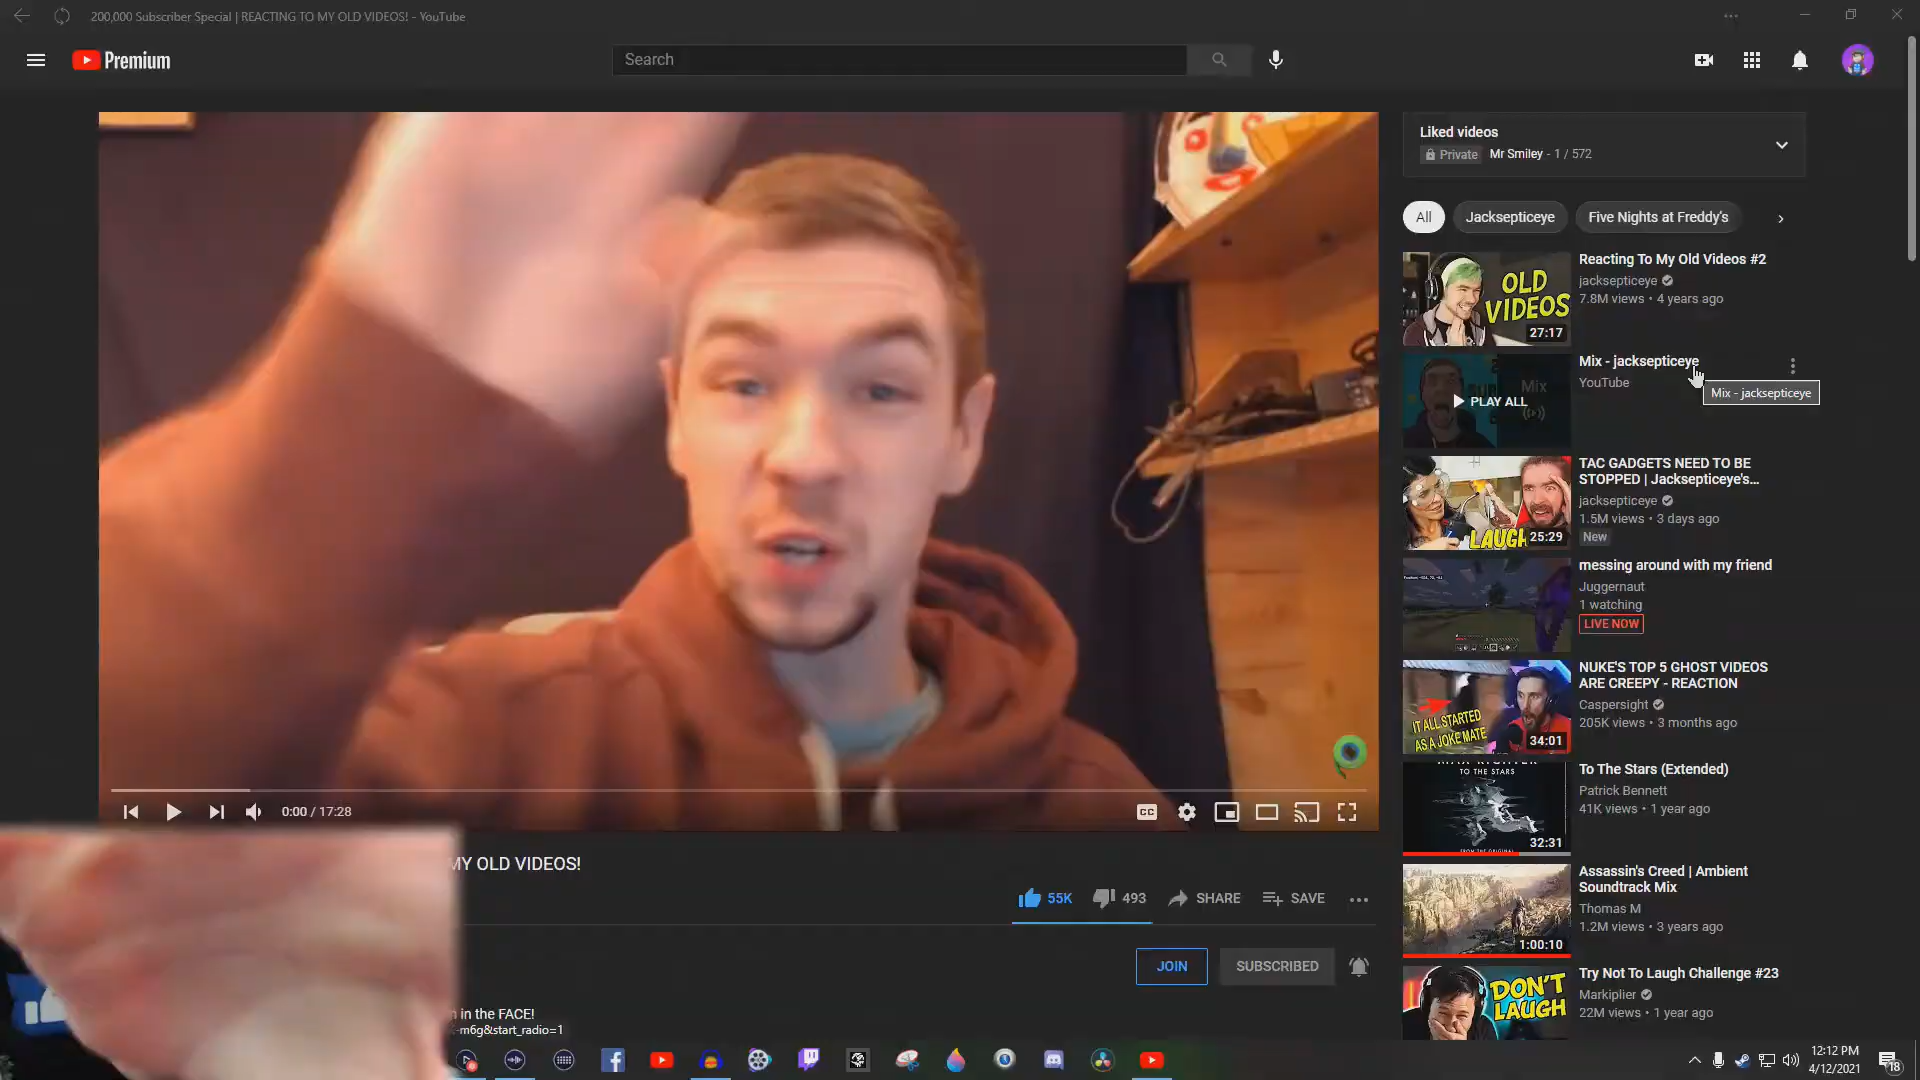 200,000 Subscriber Special | REACTING TO MY OLD VIDEOS! - YouTube
Premium
Search
Liked videos
Private Mr Smiley - 1 / 572
All Jacksepticeye Five Nights at Freddy's
OLD VIDEOS
27:17
Reacting To My Old Videos #2
jacksepticeye
7.8M views • 4 years ago
Mix
PLAY ALL
Mix - jacksepticeye
YouTube
Mix - jacksepticeye
LAUGH
25:29
TAC GADGETS NEED TO BE
STOPPED | Jacksepticeye's...
jacksepticeye
1.5M views • 3 days ago
New
messing around with my friend
Juggernaut
1 watching
LIVE NOW
IT ALL STARTED
AS A JOKE MATE
34:01
NUKE'S TOP 5 GHOST VIDEOS
ARE CREEPY - REACTION
Caspersight
205K views • 3 months ago
TO THE STARS
32:31
To The Stars (Extended)
Patrick Bennett
41K views • 1 year ago
1:00:10
Assassin's Creed | Ambient
Soundtrack Mix
Thomas M
1.2M views • 3 years ago
DON'T
LAUGH
Try Not To Laugh Challenge #23
Markiplier
22M views • 1 year ago
0:00 / 17:28
CC
MY OLD VIDEOS!
55K 493 SHARE SAVE
JOIN SUBSCRIBED
in the FACE!
-m6g&start_radio=1
12:12 PM
4/12/2021
18